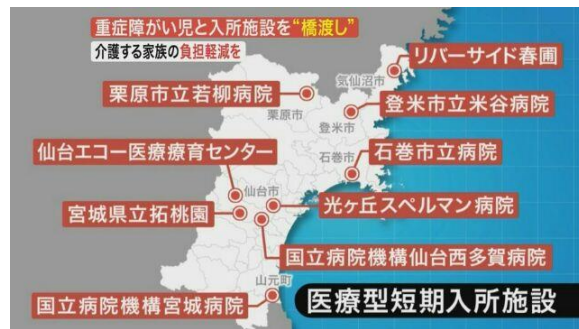 重症障がい児と入所施設を“橋渡し”
介護する家族の負担軽減を
リバーサイド春圃
気仙沼市
栗原市立若柳病院
栗原市
登米市立米谷病院
登米市
仙台エコー医療療育センター
石巻市
石巻市立病院
仙台市
宮城県立拓桃園
光ヶ丘スペルマン病院
国立病院機構仙台西多賀病院
山元町
国立病院機構宮城病院
医療型短期入所施設